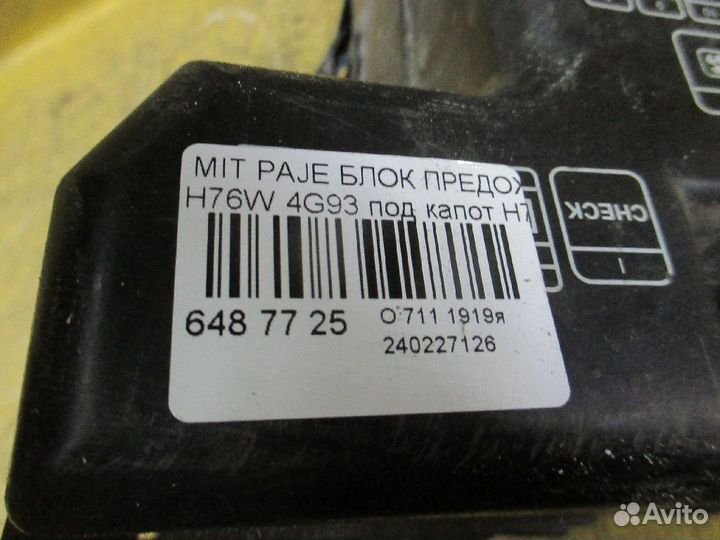 MIT PAJE БЛОК ПРЕДОХ
H76W 4G93 под капот H7
648 77 25
О 711 1919я
240227126
CHECK
I
Avito